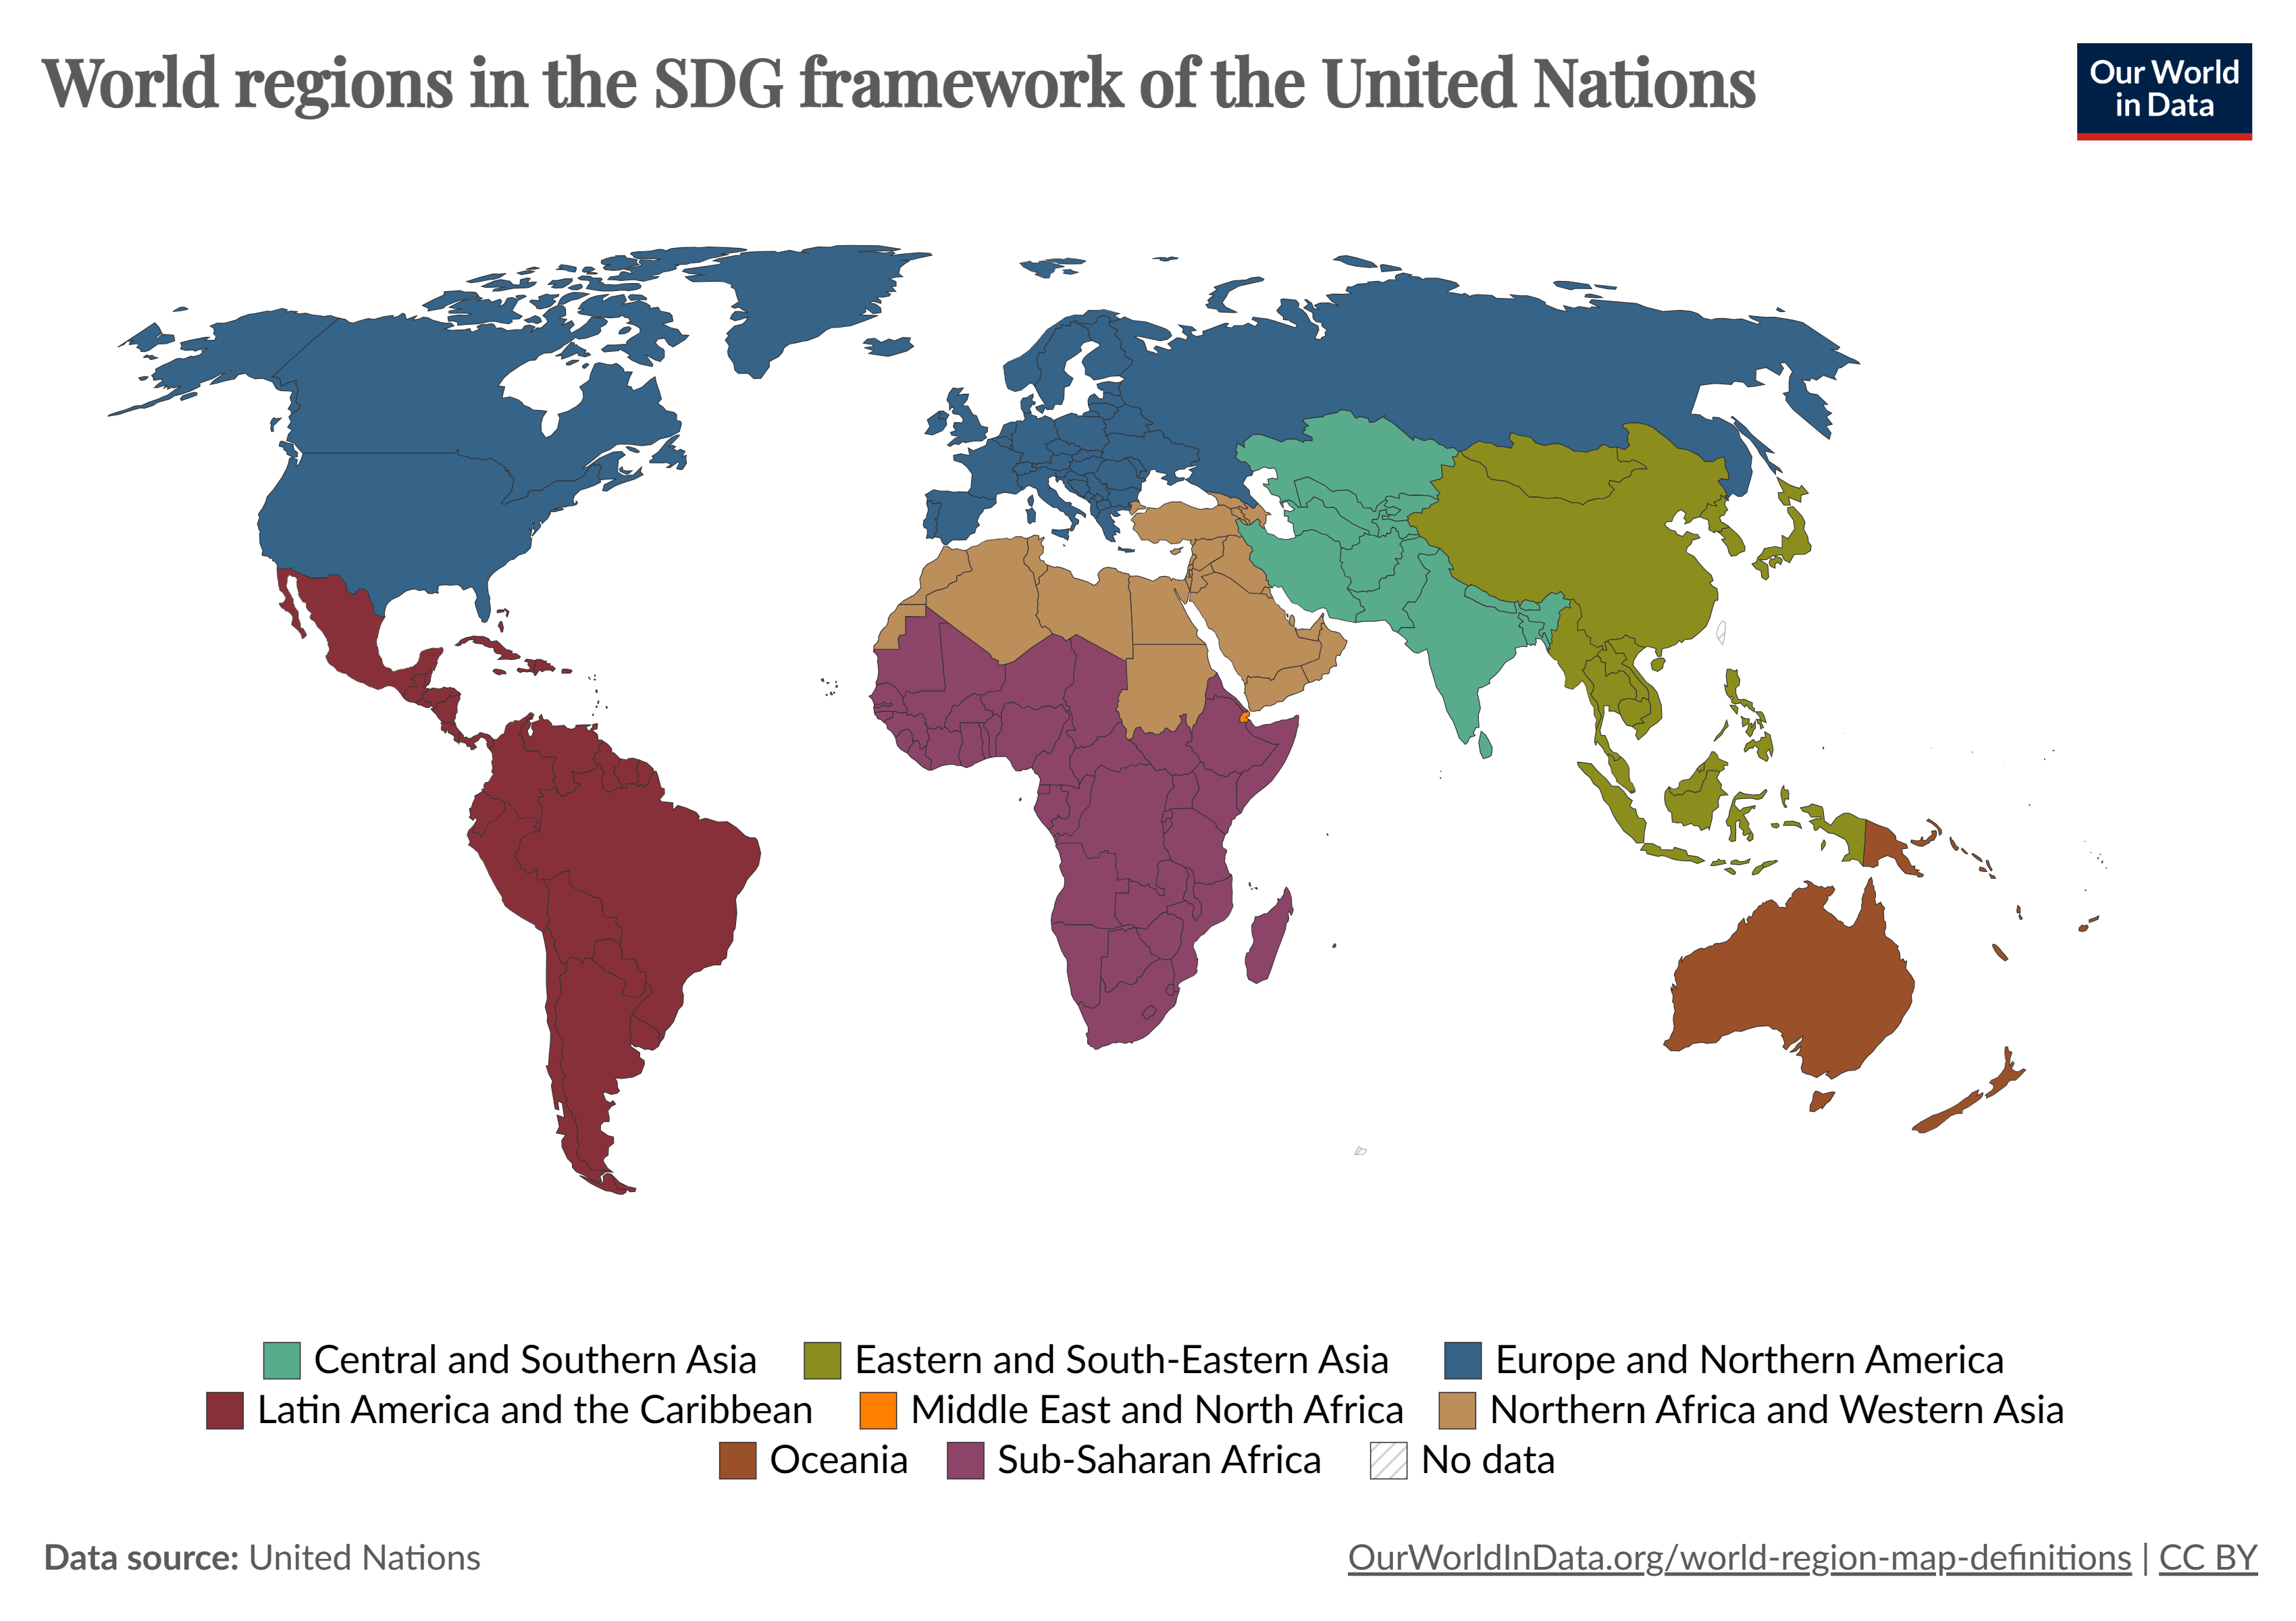 World regions in the SDG framework of the United Nations
Our World
in Data
Central and Southern Asia
Eastern and South-Eastern Asia
Europe and Northern America
Latin America and the Caribbean
Middle East and North Africa
Northern Africa and Western Asia
Oceania
Sub-Saharan Africa
No data
Data source: United Nations
OurWorldInData.org/world-region-map-definitions | CC BY